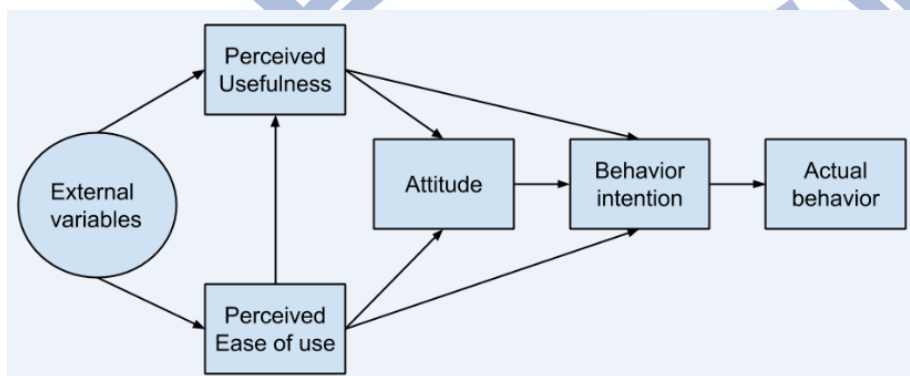 Perceived
Usefulness
External
variables
Attitude
Behavior
intention
Actual
behavior
Perceived
Ease of use